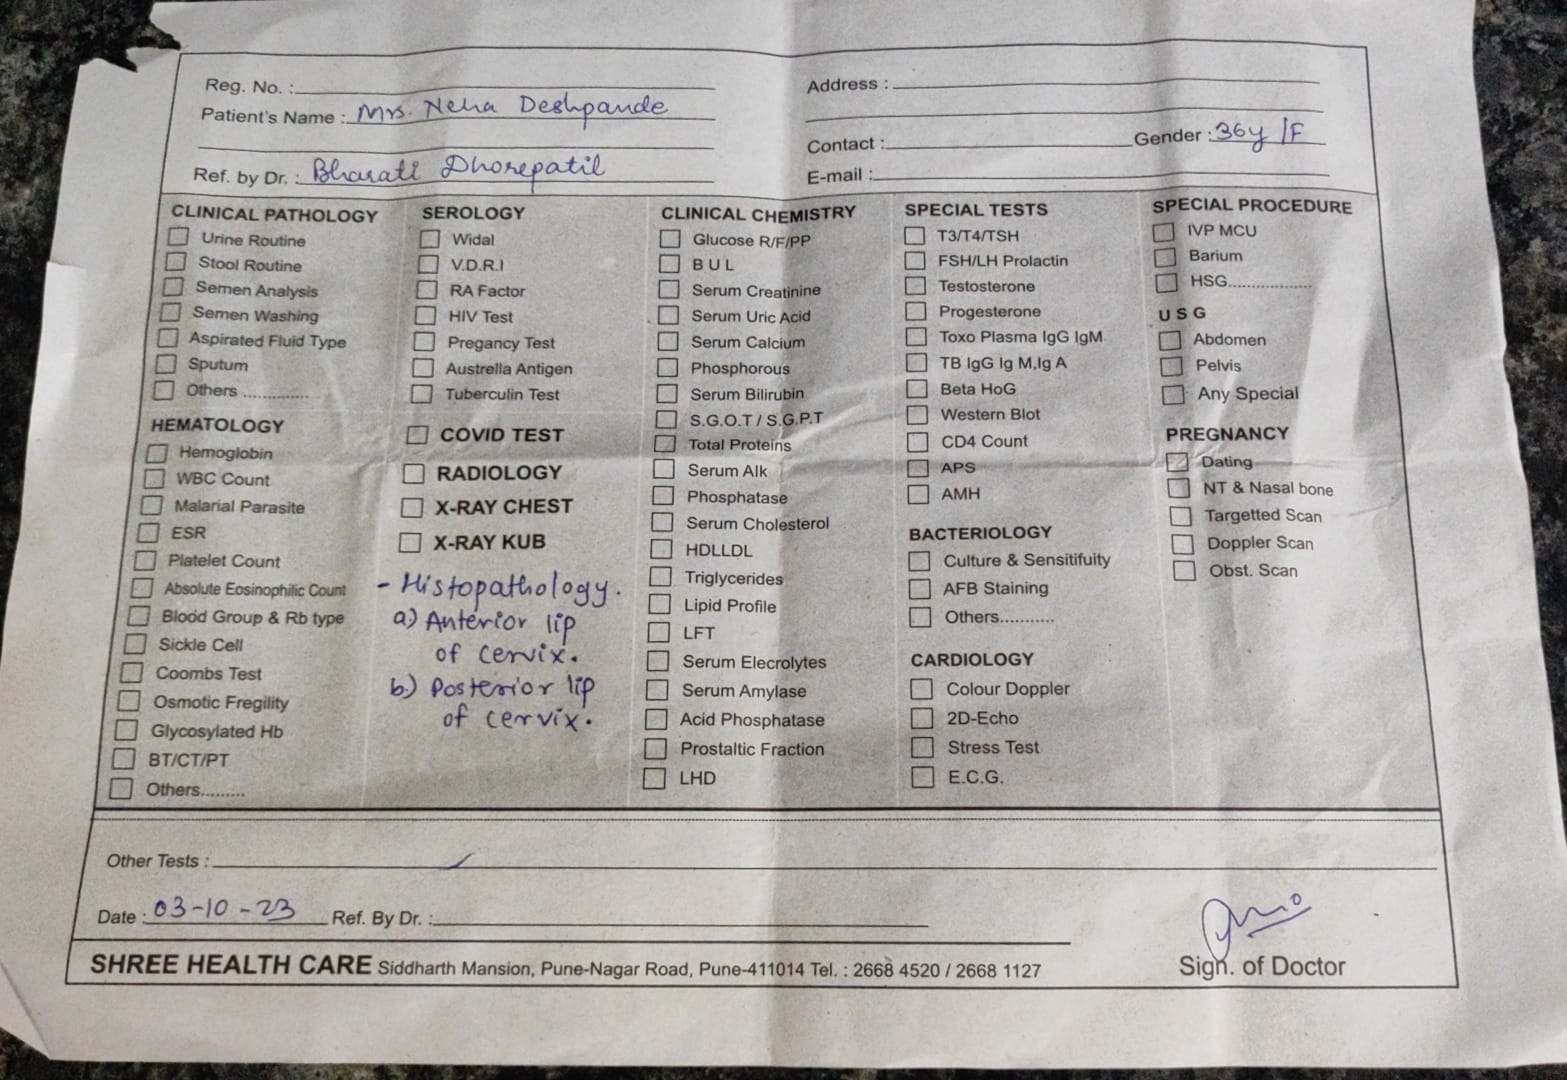 Reg. No. :
Patient's Name : Mrs. Neha Deshpande
Ref. by Dr. : Bharati Dhorepatil
Address :
Contact : Gender : 36y /F
E-mail :
CLINICAL PATHOLOGY
Urine Routine
Stool Routine
Semen Analysis
Semen Washing
Aspirated Fluid Type
Sputum
Others .............
HEMATOLOGY
Hemoglobin
WBC Count
Malarial Parasite
ESR
Platelet Count
Absolute Eosinophilic Count
Blood Group & Rb type
Sickle Cell
Coombs Test
Osmotic Fregility
Glycosylated Hb
BT/CT/PT
Others.........
SEROLOGY
Widal
V.D.R.I
RA Factor
HIV Test
Pregancy Test
Austrella Antigen
Tuberculin Test
COVID TEST
RADIOLOGY
X-RAY CHEST
X-RAY KUB
- Histopathology.
a) Anterior lip
of cervix.
b) Posterior lip
of cervix.
CLINICAL CHEMISTRY
Glucose R/F/PP
B U L
Serum Creatinine
Serum Uric Acid
Serum Calcium
Phosphorous
Serum Bilirubin
S.G.O.T / S.G.P.T
Total Proteins
Serum Alk
Phosphatase
Serum Cholesterol
HDLLDL
Triglycerides
Lipid Profile
LFT
Serum Elecrolytes
Serum Amylase
Acid Phosphatase
Prostaltic Fraction
LHD
SPECIAL TESTS
T3/T4/TSH
FSH/LH Prolactin
Testosterone
Progesterone
Toxo Plasma IgG IgM
TB IgG Ig M,Ig A
Beta HoG
Western Blot
CD4 Count
APS
AMH
BACTERIOLOGY
Culture & Sensitifuity
AFB Staining
Others...........
CARDIOLOGY
Colour Doppler
2D-Echo
Stress Test
E.C.G.
SPECIAL PROCEDURE
IVP MCU
Barium
HSG.................
U S G
Abdomen
Pelvis
Any Special
PREGNANCY
Dating
NT & Nasal bone
Targetted Scan
Doppler Scan
Obst. Scan
Other Tests :
Date : 03-10-23 Ref. By Dr. :
Sign. of Doctor
SHREE HEALTH CARE Siddharth Mansion, Pune-Nagar Road, Pune-411014 Tel. : 2668 4520 / 2668 1127